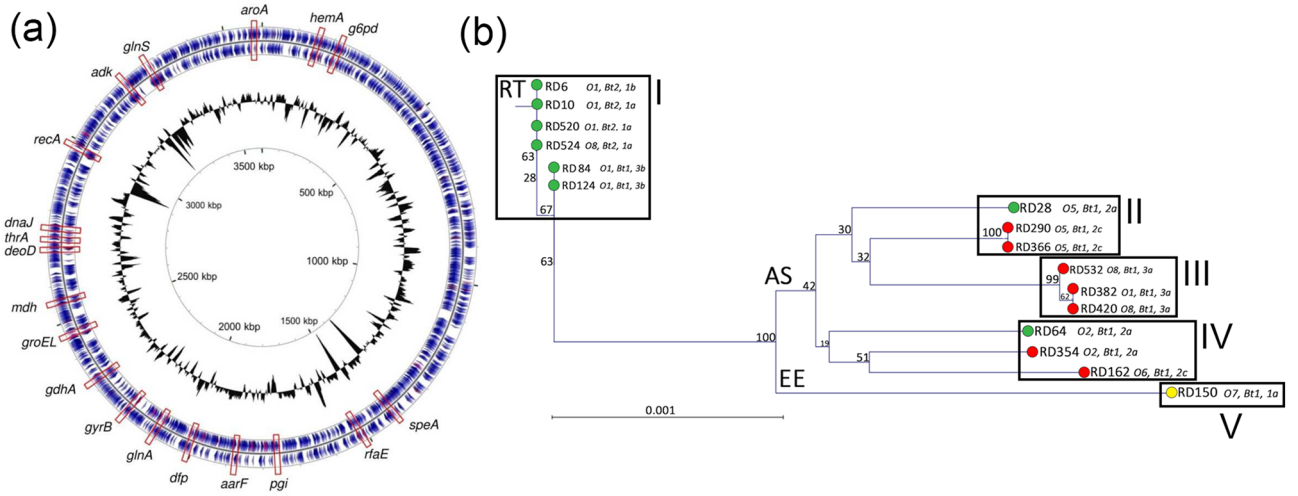 (a)
aroA
hemA
g6pd
glnS
adk
recA
dnaJ
thrA
deoD
mdh
groEL
gdhA
gyrB
glnA
dfp
aarF
pgi
rfaE
speA
3500 kbp
500 kbp
3000 kbp
1000 kbp
2500 kbp
1500 kbp
2000 kbp
(b)
RT
I
RD6 O1, Bt2, 1b
RD10 O1, Bt2, 1a
RD520 O1, Bt2, 1a
RD524 O8, Bt2, 1a
63
RD84 O1, Bt1, 3b
28
RD124 O1, Bt1, 3b
67
63
RD28 O5, Bt1, 2a
II
30
100
RD290 O5, Bt1, 2c
RD366 O5, Bt1, 2c
32
AS
42
99
RD532 O8, Bt1, 3a
III
62
RD382 O1, Bt1, 3a
RD420 O8, Bt1, 3a
100
19
RD64 O2, Bt1, 2a
IV
51
RD354 O2, Bt1, 2a
RD162 O6, Bt1, 2c
EE
RD150 O7, Bt1, 1a
V
0.001